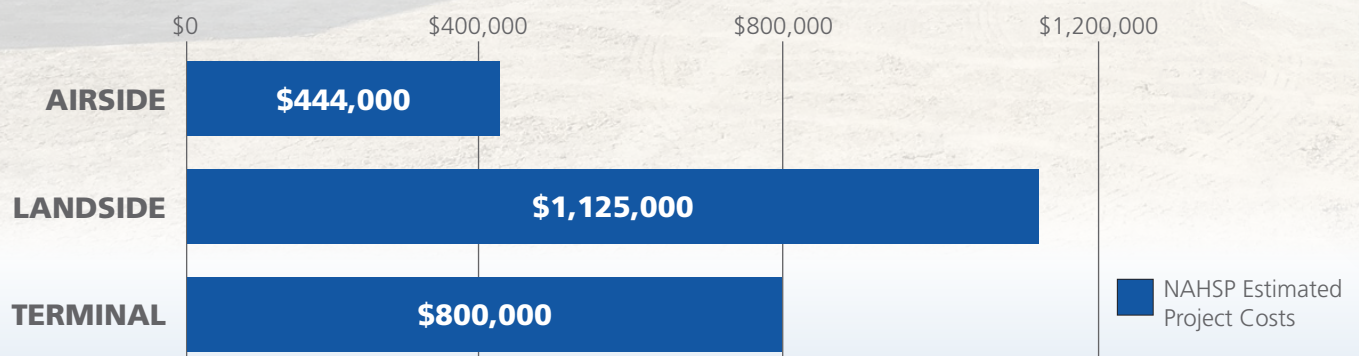 $0 $400,000 $800,000 $1,200,000
AIRSIDE $444,000
LANDSIDE $1,125,000
TERMINAL $800,000
NAHSP Estimated
Project Costs